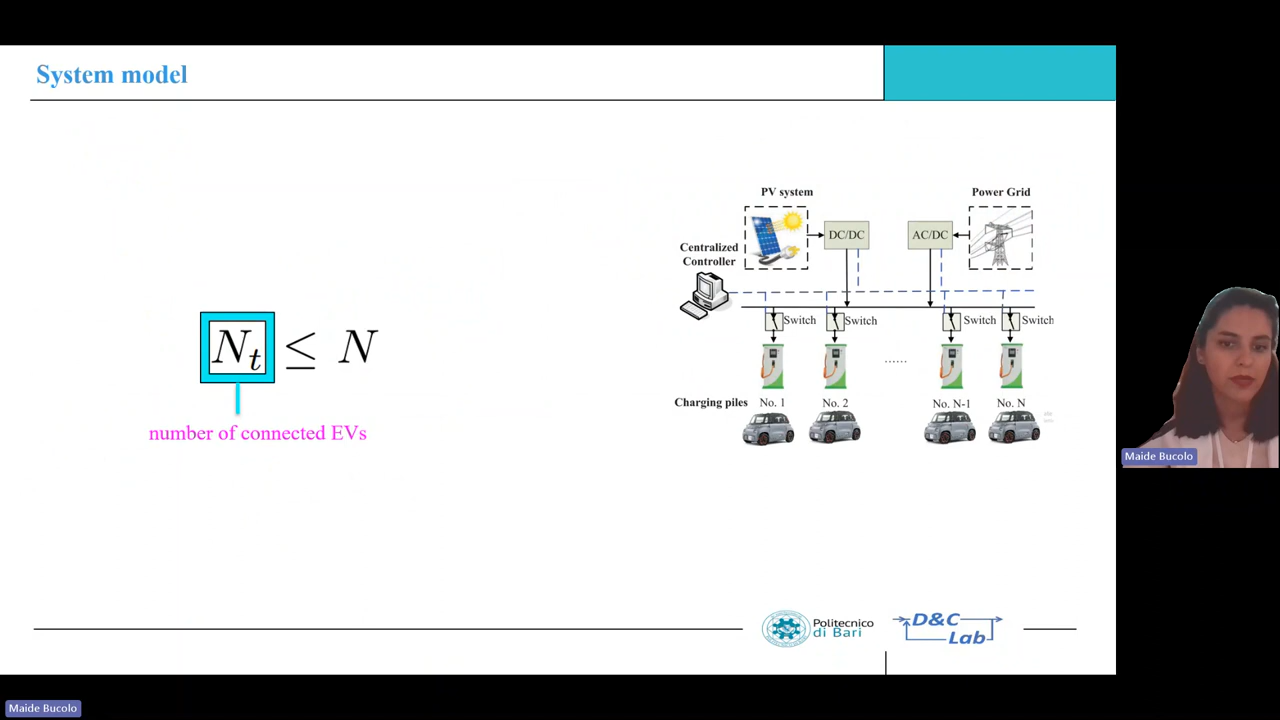 System model
PV system
Power Grid
DC/DC
AC/DC
Centralized
Controller
Switch
Switch
Switch
Switch
......
Charging piles
No. 1
No. 2
No. N-1
No. N
N_t ≤ N
number of connected EVs
Politecnico
di Bari
D&C
Lab
Maide Bucolo
Maide Bucolo